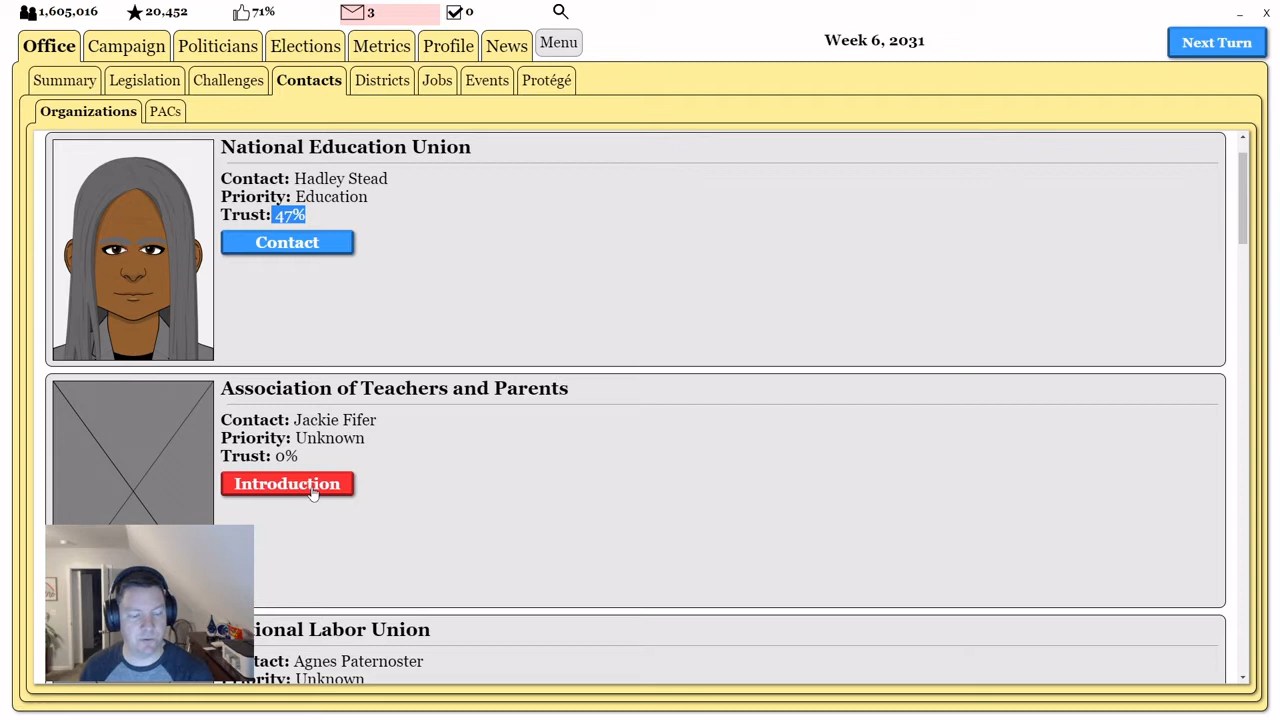 1,605,016 20,452 71% 3 0
_ X
Office Campaign Politicians Elections Metrics Profile News Menu Week 6, 2031 Next Turn
Summary Legislation Challenges Contacts Districts Jobs Events Protégé
Organizations PACs
National Education Union
Contact: Hadley Stead
Priority: Education
Trust: 47%
Contact
Association of Teachers and Parents
Contact: Jackie Fifer
Priority: Unknown
Trust: 0%
Introduction
tional Labor Union
tact: Agnes Paternoster
Priority: Unknown